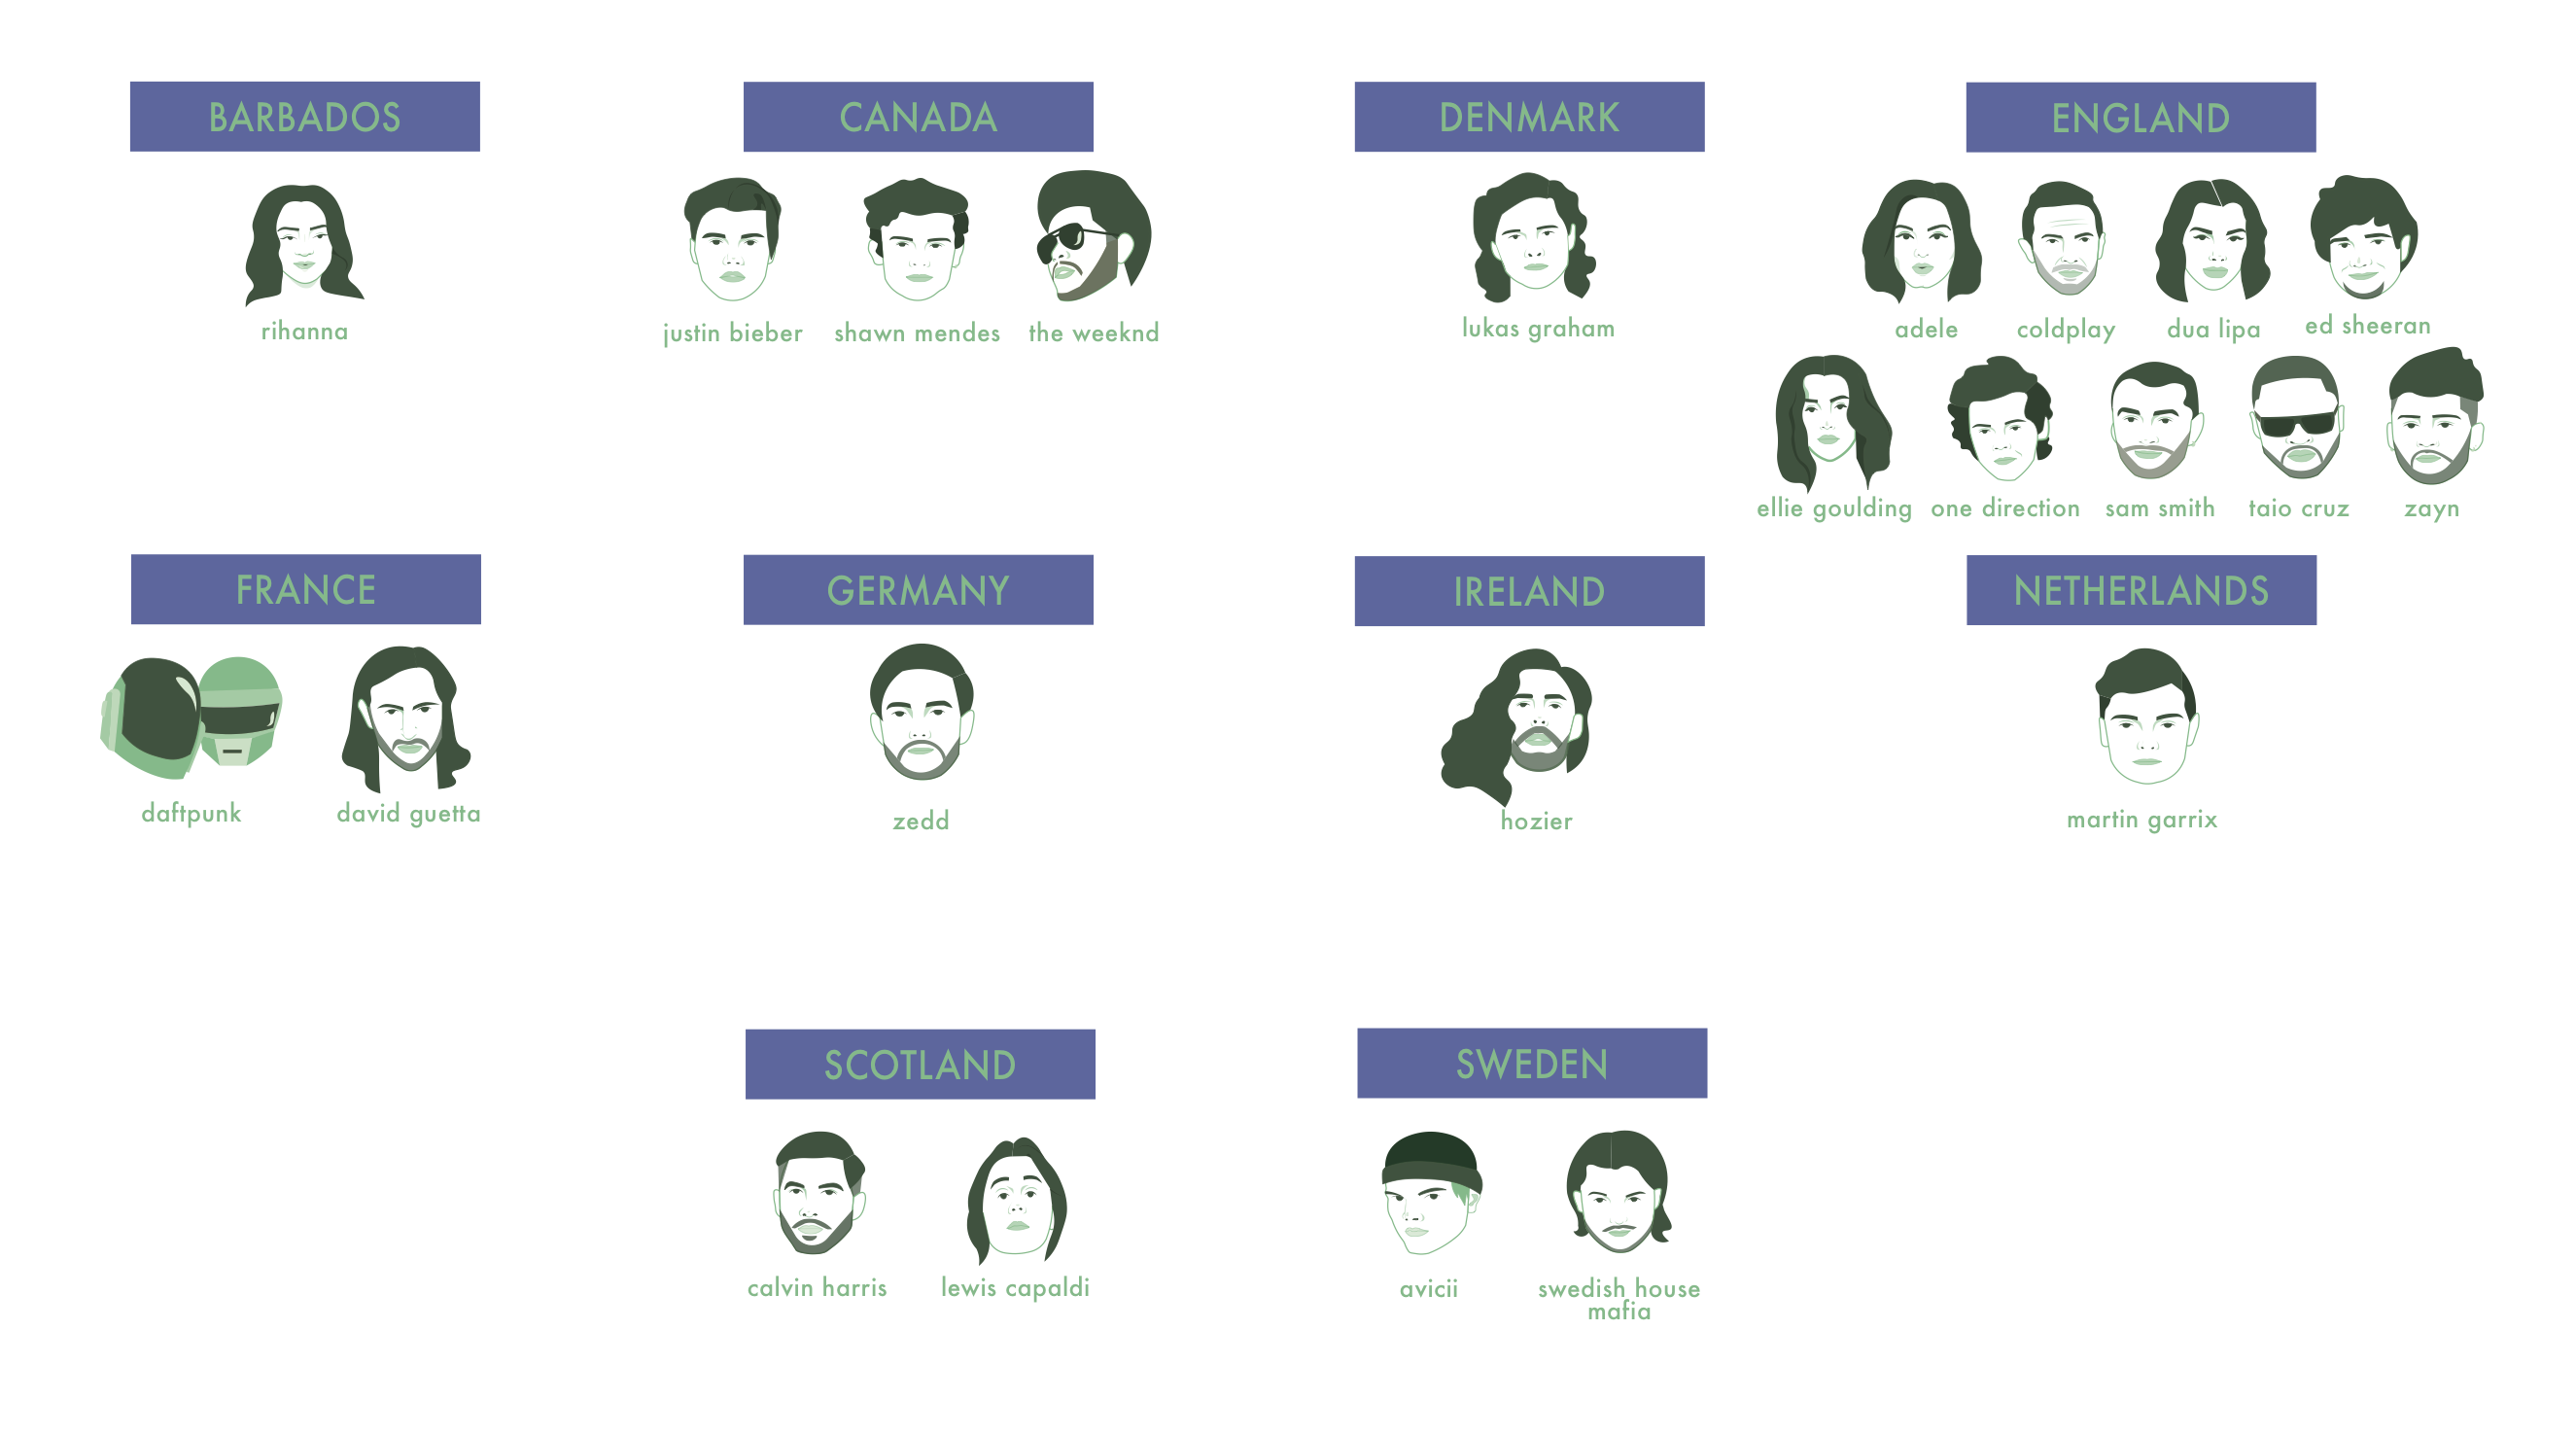 BARBADOS
CANADA
DENMARK
ENGLAND
rihanna
justin bieber
shawn mendes
the weeknd
lukas graham
adele
coldplay
dua lipa
ed sheeran
ellie goulding
one direction
sam smith
taio cruz
zayn
FRANCE
GERMANY
IRELAND
NETHERLANDS
daftpunk
david guetta
zedd
hozier
martin garrix
SCOTLAND
SWEDEN
calvin harris
lewis capaldi
avicii
swedish house
mafia